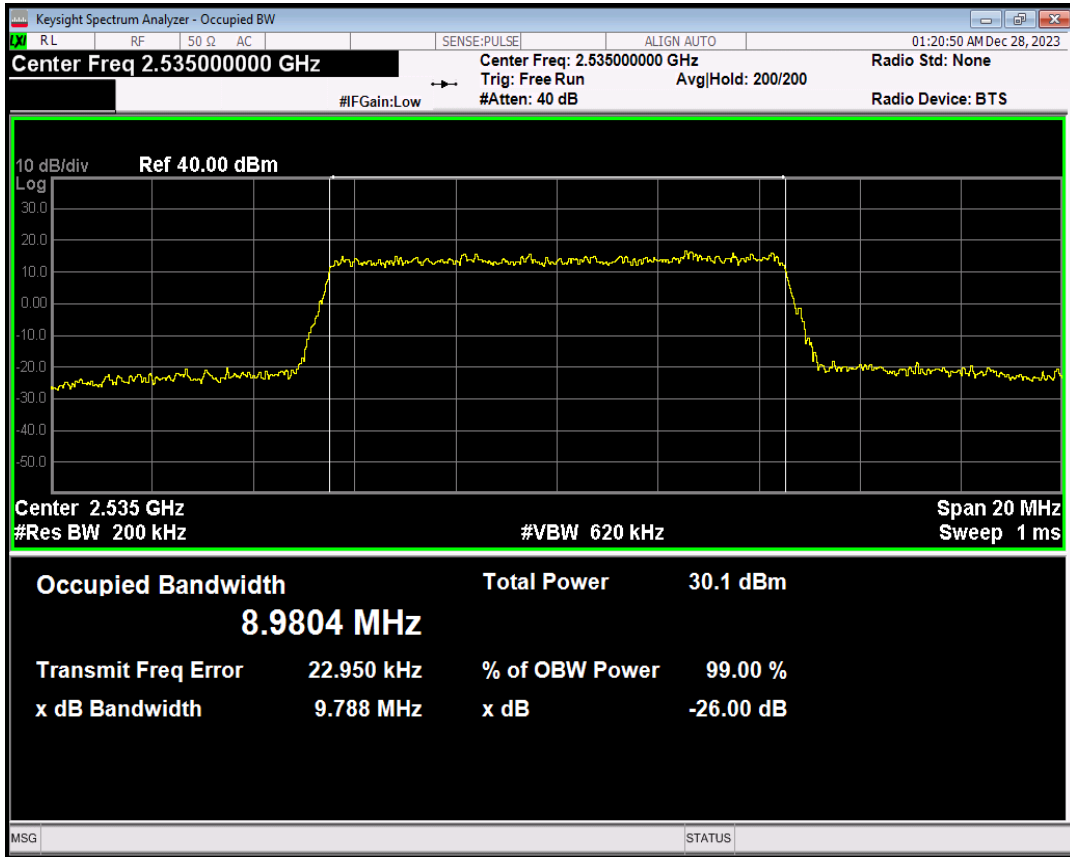 Keysight Spectrum Analyzer - Occupied BW
LXI RL RF 50 Ω AC SENSE:PULSE ALIGN AUTO 01:20:50 AM Dec 28, 2023
Center Freq 2.535000000 GHz Center Freq: 2.535000000 GHz Radio Std: None
Trig: Free Run Avg|Hold: 200/200
#IFGain:Low #Atten: 40 dB Radio Device: BTS
10 dB/div Ref 40.00 dBm
Log
30.0
20.0
10.0
0.00
-10.0
-20.0
-30.0
-40.0
-50.0
Center 2.535 GHz Span 20 MHz
#Res BW 200 kHz #VBW 620 kHz Sweep 1 ms
Occupied Bandwidth Total Power 30.1 dBm
8.9804 MHz
Transmit Freq Error 22.950 kHz % of OBW Power 99.00 %
x dB Bandwidth 9.788 MHz x dB -26.00 dB
MSG STATUS